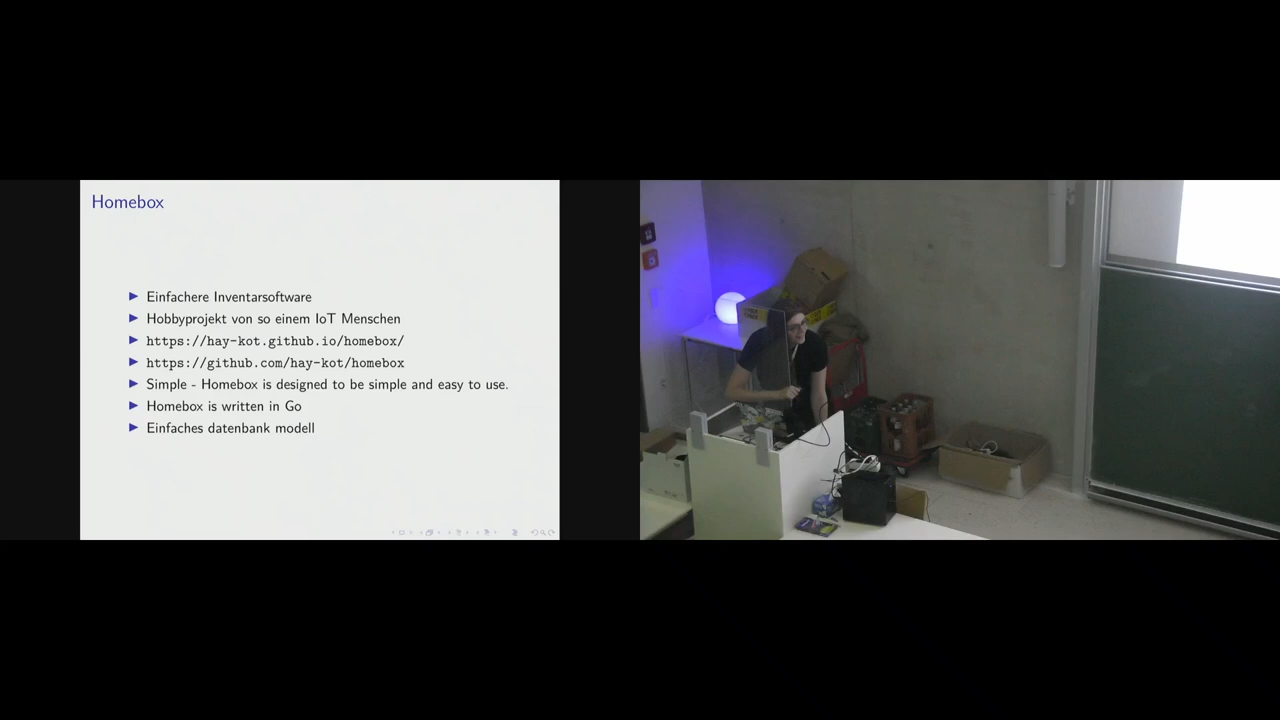 Homebox
Einfachere Inventarsoftware
Hobbyprojekt von so einem IoT Menschen
https://hay-kot.github.io/homebox/
https://github.com/hay-kot/homebox
Simple - Homebox is designed to be simple and easy to use.
Homebox is written in Go
Einfaches datenbank modell